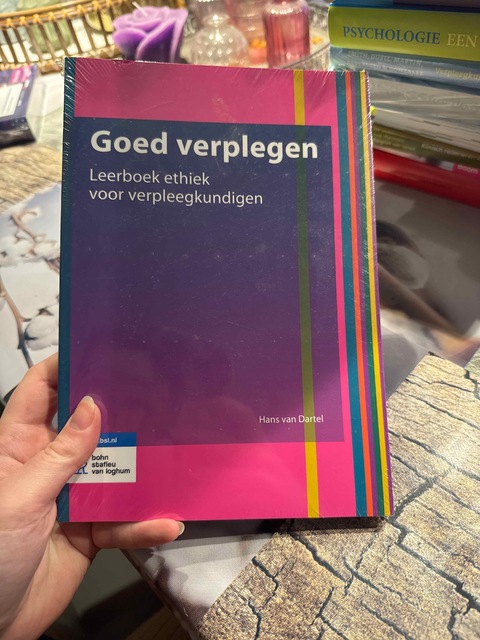 PSYCHOLOGIE EEN
Goed verplegen
Leerboek ethiek
voor verpleegkundigen
Hans van Dartel
bsl.nl
bohn
stafleu
van loghum